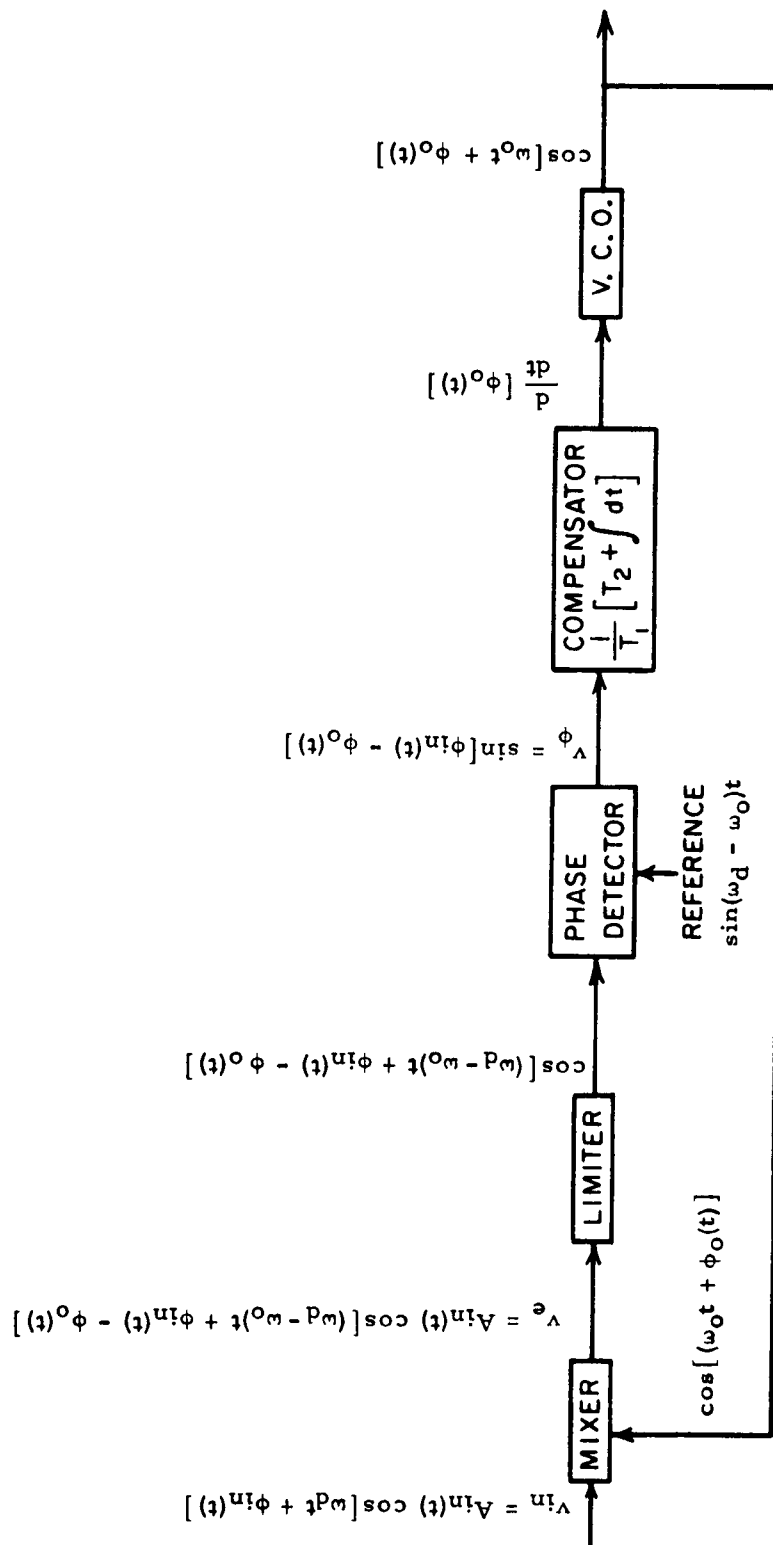 v_in = A_in(t) cos[ω_d t + ϕ_in(t)]
MIXER
v_e = A_in(t) cos[(ω_d - ω_o)t + ϕ_in(t) - ϕ_o(t)]
LIMITER
cos[(ω_d - ω_o)t + ϕ_in(t) - ϕ_o(t)]
PHASE
DETECTOR
REFERENCE
sin(ω_d - ω_o)t
v_ϕ = sin[ϕ_in(t) - ϕ_o(t)]
COMPENSATOR
1/T_1 [T_2 + ∫ dt]
d/dt [ϕ_o(t)]
V. C. O.
cos[ω_o t + ϕ_o(t)]
cos[(ω_o t + ϕ_o(t)]